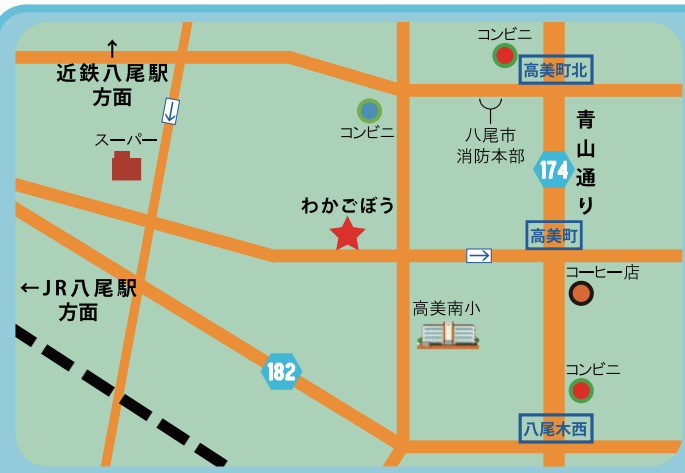 コンビニ
↑
近鉄八尾駅
方面
高美町北
スーパー
コンビニ
八尾市
消防本部
青山通り
174
わかごぼう
高美町
→
←JR八尾駅
方面
コーヒー店
高美南小
182
コンビニ
八尾木西